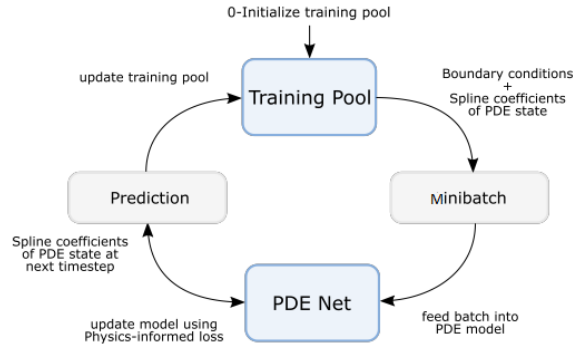 0-Initialize training pool
update training pool
Training Pool
Boundary conditions
+
Spline coefficients
of PDE state
Prediction
Minibatch
Spline coefficients
of PDE state at
next timestep
PDE Net
update model using
Physics-informed loss
feed batch into
PDE model